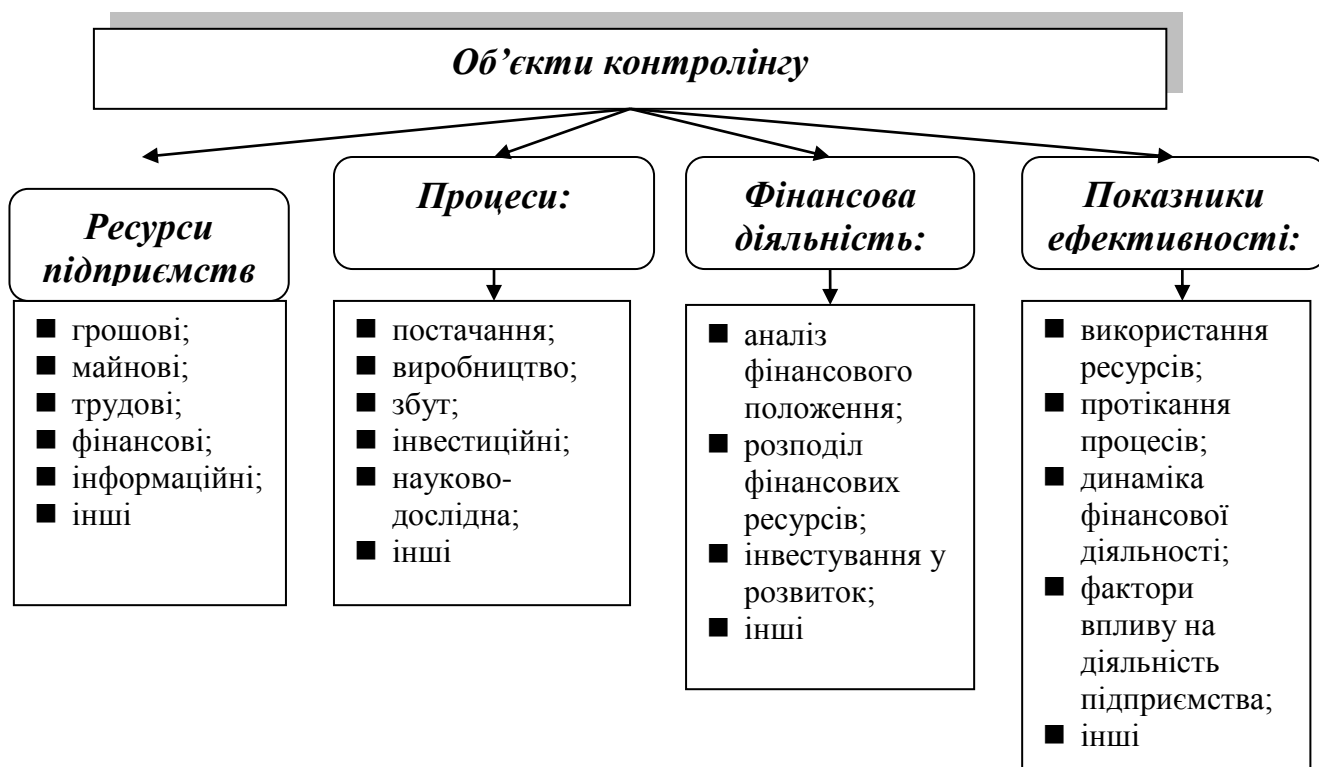 Об’єкти контролінгу
Ресурси
підприємств
■ грошові;
■ майнові;
■ трудові;
■ фінансові;
■ інформаційні;
■ інші
Процеси:
■ постачання;
■ виробництво;
■ збут;
■ інвестиційні;
■ науково-
дослідна;
■ інші
Фінансова
діяльність:
■ аналіз
фінансового
положення;
■ розподіл
фінансових
ресурсів;
■ інвестування у
розвиток;
■ інші
Показники
ефективності:
■ використання
ресурсів;
■ протікання
процесів;
■ динаміка
фінансової
діяльності;
■ фактори
впливу на
діяльність
підприємства;
■ інші